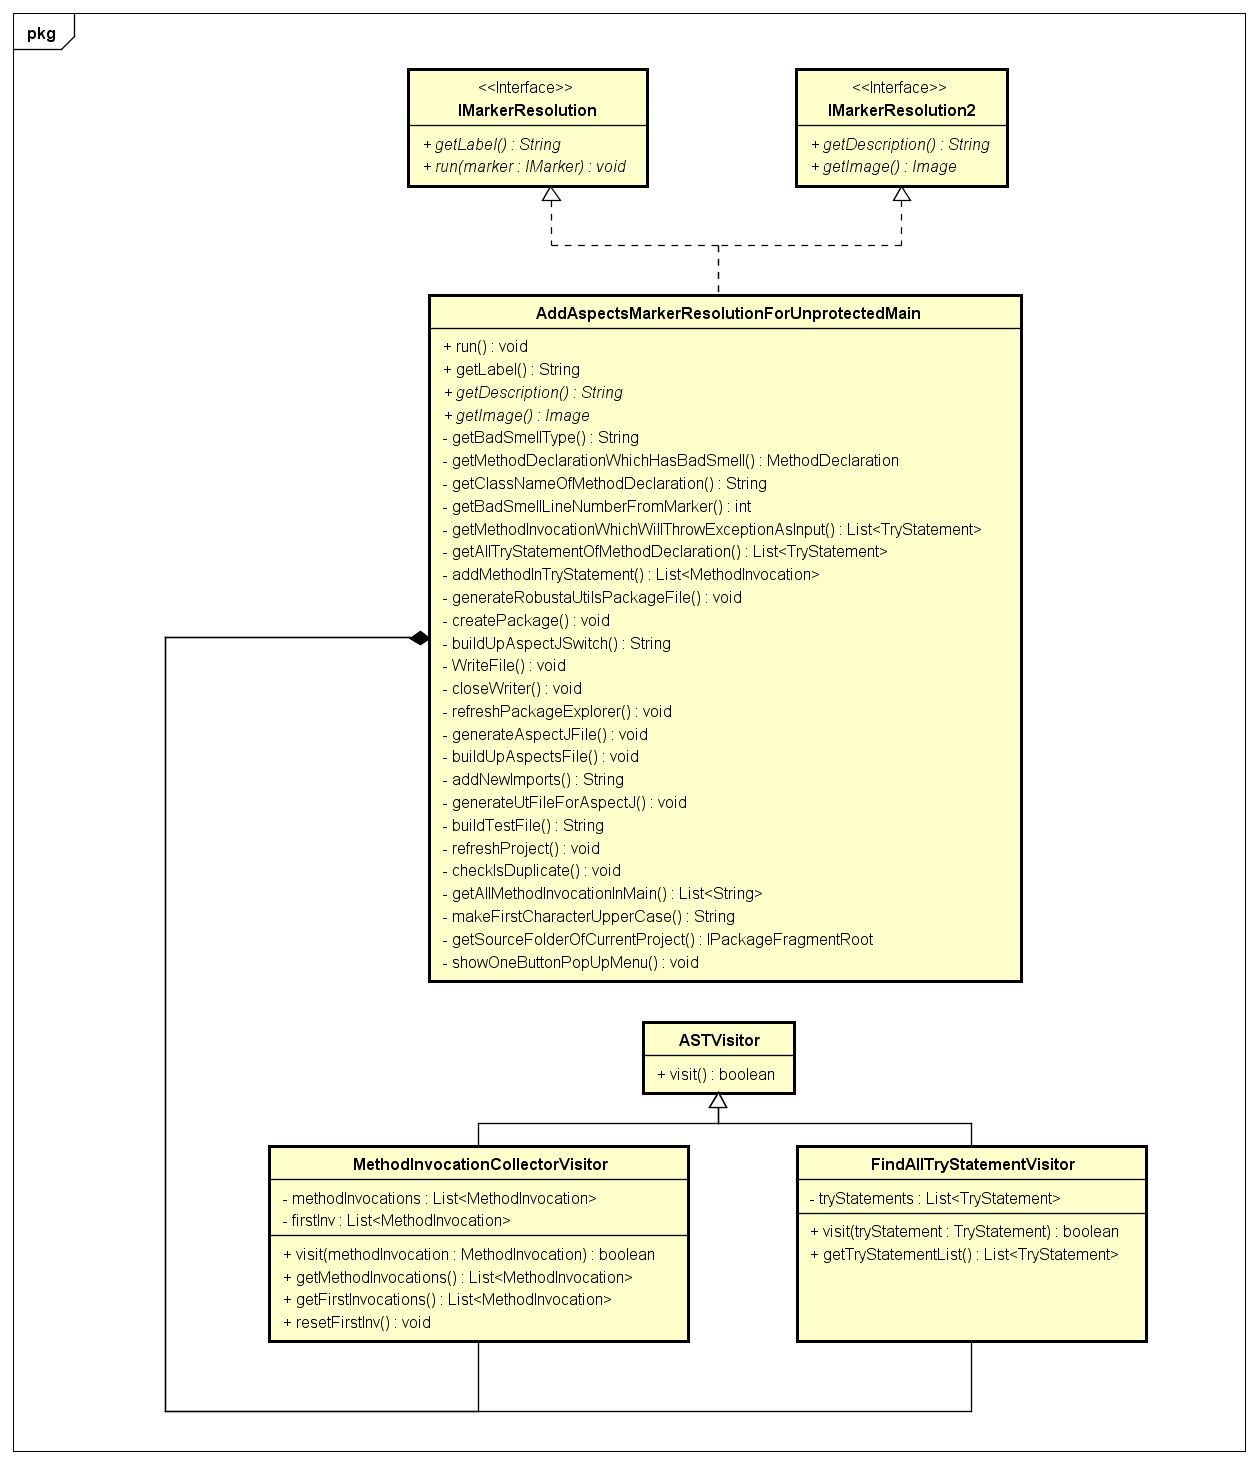 pkg
<<Interface>>
IMarkerResolution
+ getLabel() : String
+ run(marker : IMarker) : void
<<Interface>>
IMarkerResolution2
+ getDescription() : String
+ getImage() : Image
AddAspectsMarkerResolutionForUnprotectedMain
+ run() : void
+ getLabel() : String
+ getDescription() : String
+ getImage() : Image
- getBadSmellType() : String
- getMethodDeclarationWhichHasBadSmell() : MethodDeclaration
- getClassNameOfMethodDeclaration() : String
- getBadSmellLineNumberFromMarker() : int
- getMethodInvocationWhichWillThrowExceptionAsInput() : List<TryStatement>
- getAllTryStatementOfMethodDeclaration() : List<TryStatement>
- addMethodInTryStatement() : List<MethodInvocation>
- generateRobustaUtilsPackageFile() : void
- createPackage() : void
- buildUpAspectJSwitch() : String
- WriteFile() : void
- closeWriter() : void
- refreshPackageExplorer() : void
- generateAspectJFile() : void
- buildUpAspectsFile() : void
- addNewImports() : String
- generateUtFileForAspectJ() : void
- buildTestFile() : String
- refreshProject() : void
- checkIsDuplicate() : void
- getAllMethodInvocationInMain() : List<String>
- makeFirstCharacterUpperCase() : String
- getSourceFolderOfCurrentProject() : IPackageFragmentRoot
- showOneButtonPopUpMenu() : void
ASTVisitor
+ visit() : boolean
MethodInvocationCollectorVisitor
- methodInvocations : List<MethodInvocation>
- firstInv : List<MethodInvocation>
+ visit(methodInvocation : MethodInvocation) : boolean
+ getMethodInvocations() : List<MethodInvocation>
+ getFirstInvocations() : List<MethodInvocation>
+ resetFirstInv() : void
FindAllTryStatementVisitor
- tryStatements : List<TryStatement>
+ visit(tryStatement : TryStatement) : boolean
+ getTryStatementList() : List<TryStatement>